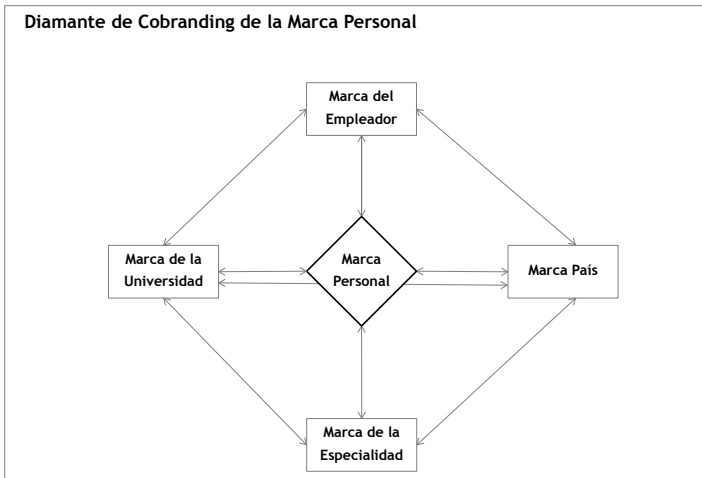 Diamante de Cobranding de la Marca Personal
Marca del
Empleador
Marca de la
Universidad
Marca
Personal
Marca País
Marca de la
Especialidad